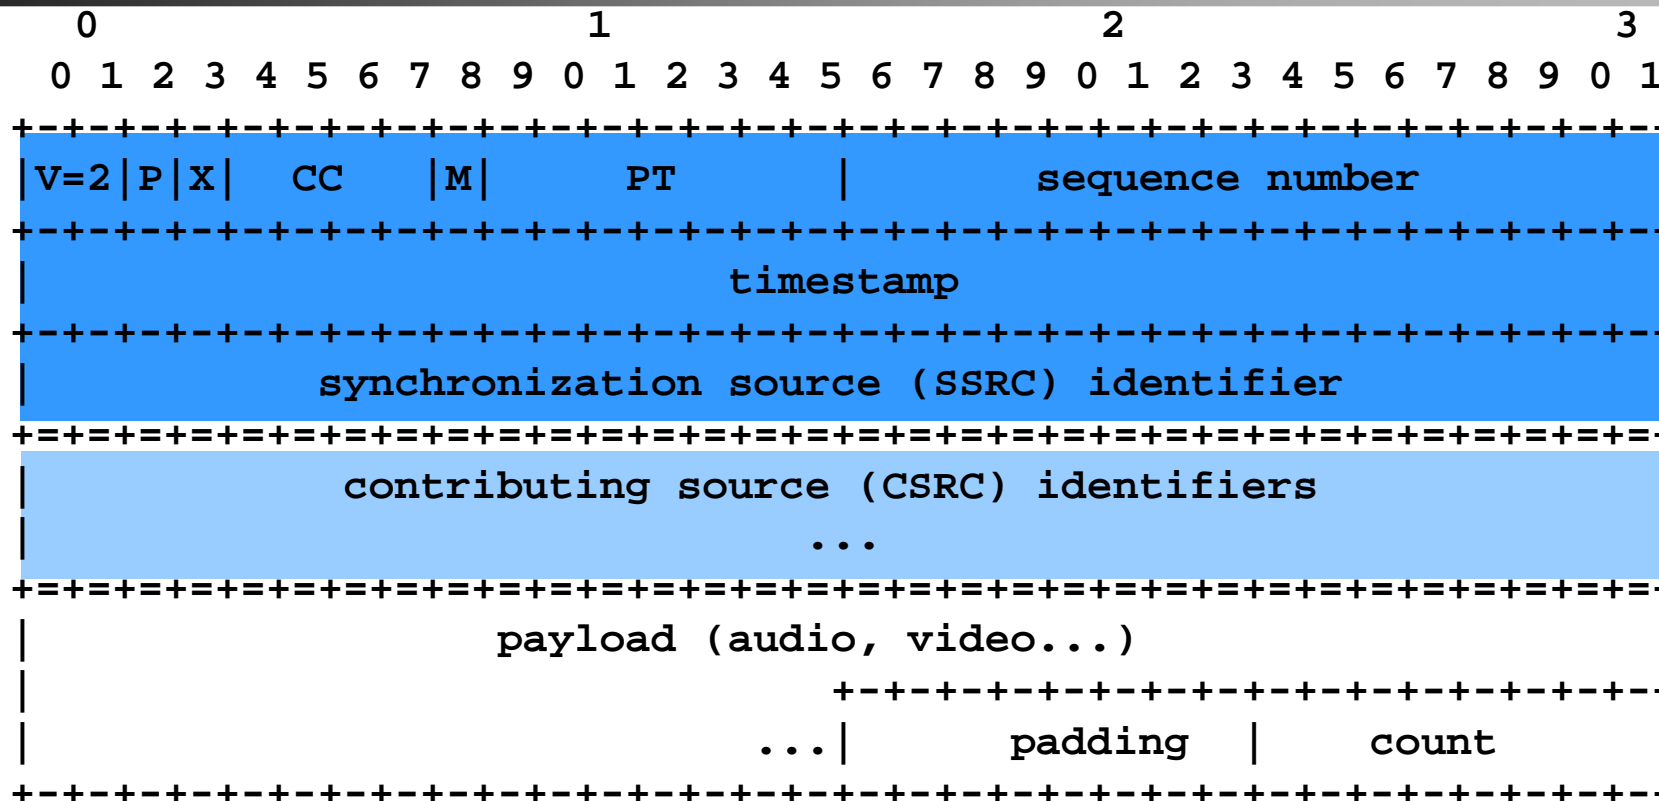 0 1 2 3
0 1 2 3 4 5 6 7 8 9 0 1 2 3 4 5 6 7 8 9 0 1 2 3 4 5 6 7 8 9 0 1
+-+-+-+-+-+-+-+-+-+-+-+-+-+-+-+-+-+-+-+-+-+-+-+-+-+-+-+-+-+-+-+-+
|V=2|P|X| CC |M| PT | sequence number
+-+-+-+-+-+-+-+-+-+-+-+-+-+-+-+-+-+-+-+-+-+-+-+-+-+-+-+-+-+-+-+-+
| timestamp
+-+-+-+-+-+-+-+-+-+-+-+-+-+-+-+-+-+-+-+-+-+-+-+-+-+-+-+-+-+-+-+-+
| synchronization source (SSRC) identifier
+=+=+=+=+=+=+=+=+=+=+=+=+=+=+=+=+=+=+=+=+=+=+=+=+=+=+=+=+=+=+=+=+
| contributing source (CSRC) identifiers
| ...
+=+=+=+=+=+=+=+=+=+=+=+=+=+=+=+=+=+=+=+=+=+=+=+=+=+=+=+=+=+=+=+=+
| payload (audio, video...)
| +-+-+-+-+-+-+-+-+-+-+-+-+-+-+-+-+
| ...| padding | count
+-+-+-+-+-+-+-+-+-+-+-+-+-+-+-+-+-+-+-+-+-+-+-+-+-+-+-+-+-+-+-+-+